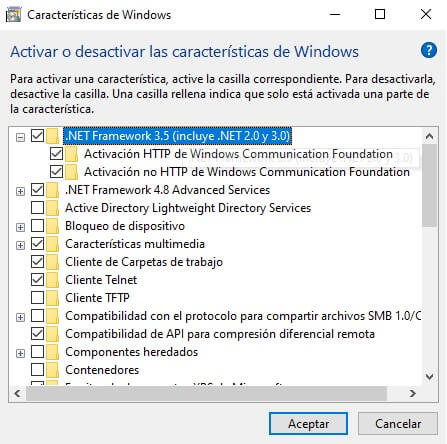 Características de Windows
Activar o desactivar las características de Windows
Para activar una característica, active la casilla correspondiente. Para desactivarla,
desactive la casilla. Una casilla rellena indica que solo está activada una parte de
la característica.
.NET Framework 3.5 (incluye .NET 2.0 y 3.0)
Activación HTTP de Windows Communication Foundation
Activación no HTTP de Windows Communication Foundation
.NET Framework 4.8 Advanced Services
Active Directory Lightweight Directory Services
Bloqueo de dispositivo
Características multimedia
Cliente de Carpetas de trabajo
Cliente Telnet
Cliente TFTP
Compatibilidad con el protocolo para compartir archivos SMB 1.0/C
Compatibilidad de API para compresión diferencial remota
Componentes heredados
Contenedores
Aceptar
Cancelar